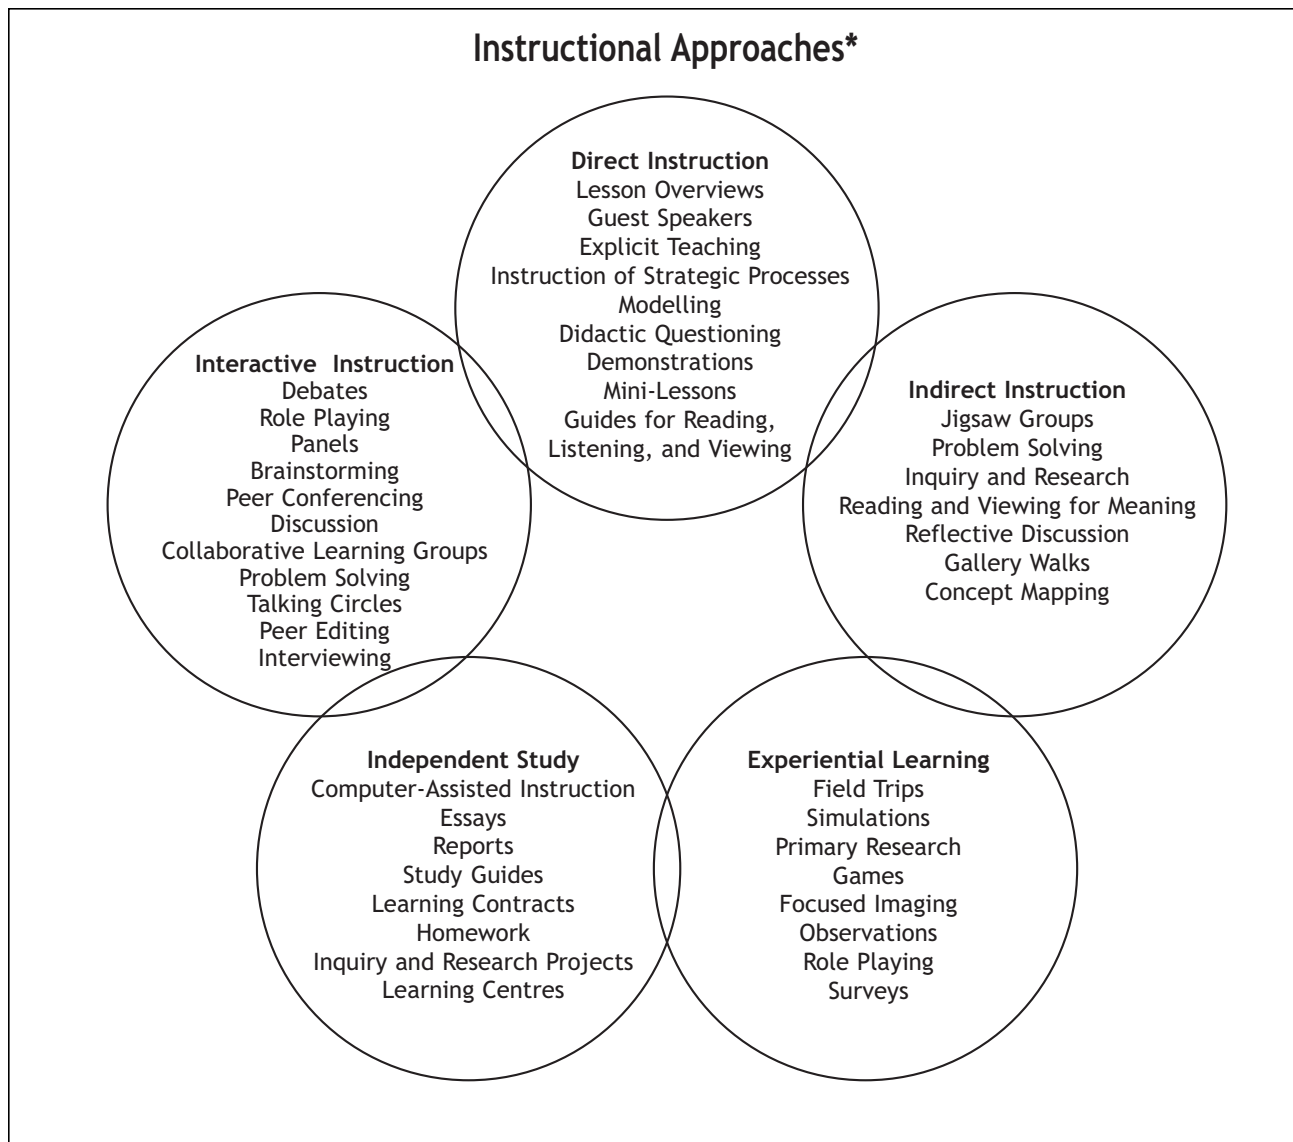 Instructional Approaches*
Direct Instruction
Lesson Overviews
Guest Speakers
Explicit Teaching
Instruction of Strategic Processes
Modelling
Didactic Questioning
Demonstrations
Mini-Lessons
Guides for Reading,
Listening, and Viewing
Interactive Instruction
Debates
Role Playing
Panels
Brainstorming
Peer Conferencing
Discussion
Collaborative Learning Groups
Problem Solving
Talking Circles
Peer Editing
Interviewing
Indirect Instruction
Jigsaw Groups
Problem Solving
Inquiry and Research
Reading and Viewing for Meaning
Reflective Discussion
Gallery Walks
Concept Mapping
Independent Study
Computer-Assisted Instruction
Essays
Reports
Study Guides
Learning Contracts
Homework
Inquiry and Research Projects
Learning Centres
Experiential Learning
Field Trips
Simulations
Primary Research
Games
Focused Imaging
Observations
Role Playing
Surveys